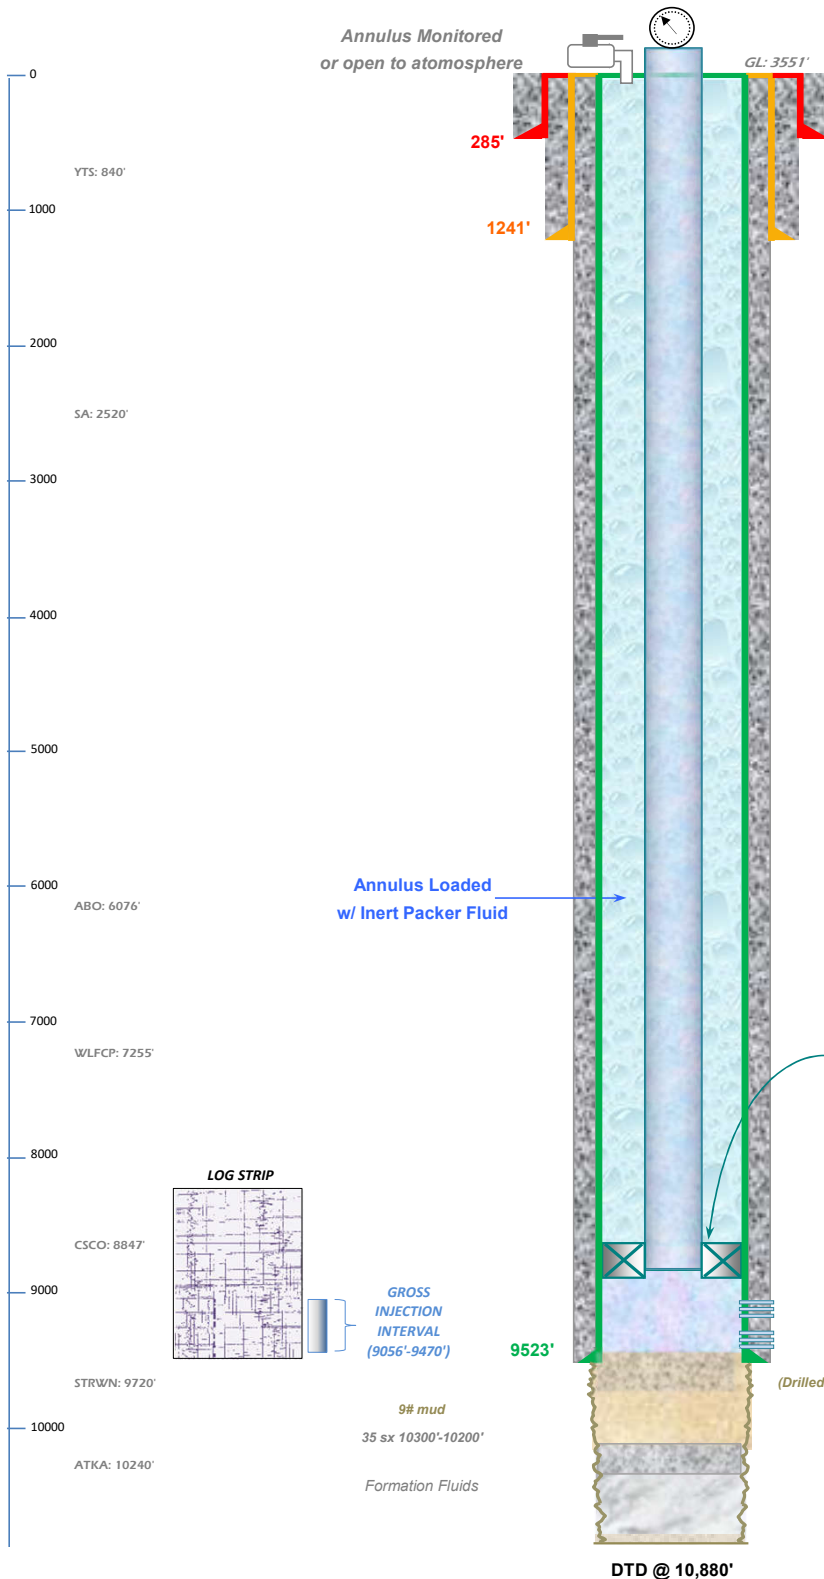 Annulus Monitored
or open to atomosphere
GL: 3551'
0
285'
YTS: 840'
1000
1241'
2000
SA: 2520'
3000
4000
5000
6000
Annulus Loaded
w/ Inert Packer Fluid
ABO: 6076'
7000
WLFCP: 7255'
8000
LOG STRIP
CSCO: 8847'
9000
GROSS
INJECTION
INTERVAL
(9056'-9470')
9523'
STRWN: 9720'
(Drilled
9# mud
10000
35 sx 10300'-10200'
ATKA: 10240'
Formation Fluids
DTD @ 10,880'